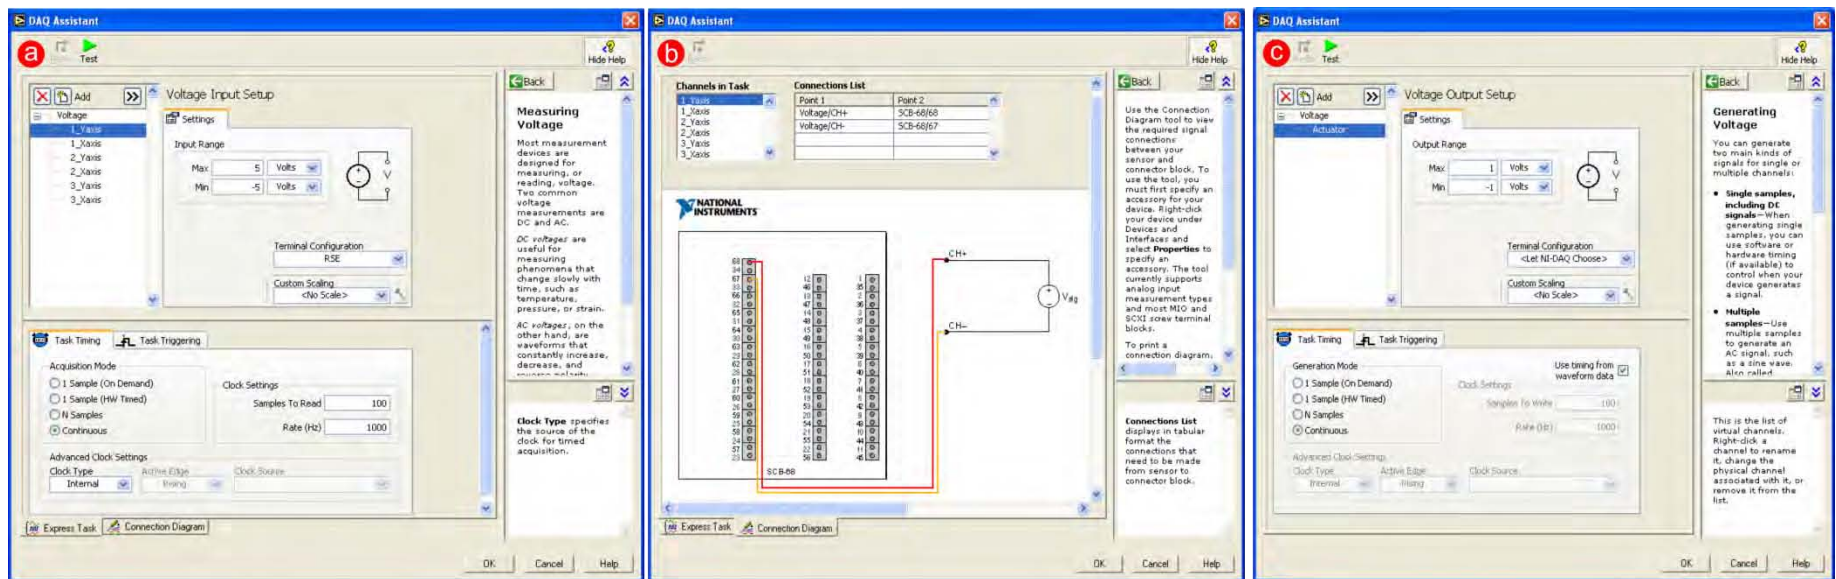 DAQ Assistant
a
Test
Hide Help
Add
Voltage
1_Yaxis
1_Xaxis
2_Yaxis
2_Xaxis
3_Yaxis
3_Xaxis
Voltage Input Setup
Settings
Input Range
Max 5 Volts
Min -5 Volts
V
Terminal Configuration
RSE
Custom Scaling
<No Scale>
Task Timing Task Triggering
Acquisition Mode
1 Sample (On Demand)
1 Sample (HW Timed)
N Samples
Continuous
Clock Settings
Samples To Read 100
Rate (Hz) 1000
Advanced Clock Settings
Clock Type Active Edge Clock Source
Internal Rising
Express Task Connection Diagram
Back
Measuring
Voltage
Most measurement
devices are
designed for
measuring, or
reading, voltage.
Two common
voltage
measurements are
DC and AC.
DC voltages are
useful for
measuring
phenomena that
change slowly with
time, such as
temperature,
pressure, or strain.
AC voltages, on the
other hand, are
waveforms that
constantly increase,
decrease, and
reverse polarity.
Clock Type specifies
the source of the
clock for timed
acquisition.
OK Cancel Help
DAQ Assistant
b
Hide Help
Channels in Task
1_Yaxis
1_Xaxis
2_Yaxis
2_Xaxis
3_Yaxis
3_Xaxis
Connections List
Point 1 Point 2
Voltage/CH+ SCB-68/68
Voltage/CH- SCB-68/67
NATIONAL
INSTRUMENTS
CH+
CH-
SCB-68
Express Task Connection Diagram
Back
Use the Connection
Diagram tool to view
the required signal
connections
between your
sensor and
connector block. To
use the tool, you
must first specify an
accessory for your
device. Right-click
your device under
Devices and
Interfaces and
select Properties to
specify an
accessory. The tool
currently supports
analog input
measurement types
and most MIO and
SCXI screw terminal
blocks.
To print a
connection diagram,
Connections List
displays in tabular
format the
connections that
need to be made
from sensor to
connector block.
OK Cancel Help
DAQ Assistant
c
Test
Hide Help
Add
Voltage
Actuator
Voltage Output Setup
Settings
Output Range
Max 1 Volts
Min -1 Volts
V
Terminal Configuration
<Let NI-DAQ Choose>
Custom Scaling
<No Scale>
Task Timing Task Triggering
Generation Mode
1 Sample (On Demand)
1 Sample (HW Timed)
N Samples
Continuous
Use timing from
waveform data
Clock Settings
Samples To Write 100
Rate (Hz) 1000
Advanced Clock Settings
Clock Type Active Edge Clock Source
Internal Rising
Back
Generating
Voltage
You can generate
two main kinds of
signals for single or
multiple channels:
• Single samples,
including DC
signals—When
generating single
samples, you can
use software or
hardware timing
(if available) to
control when your
device generates
a signal.
• Multiple
samples—Use
multiple samples
to generate an
AC signal, such
as a sine wave.
Also called
This is the list of
virtual channels.
Right-click a
channel to rename
it, change the
physical channel
associated with it, or
remove it from the
list.
OK Cancel Help